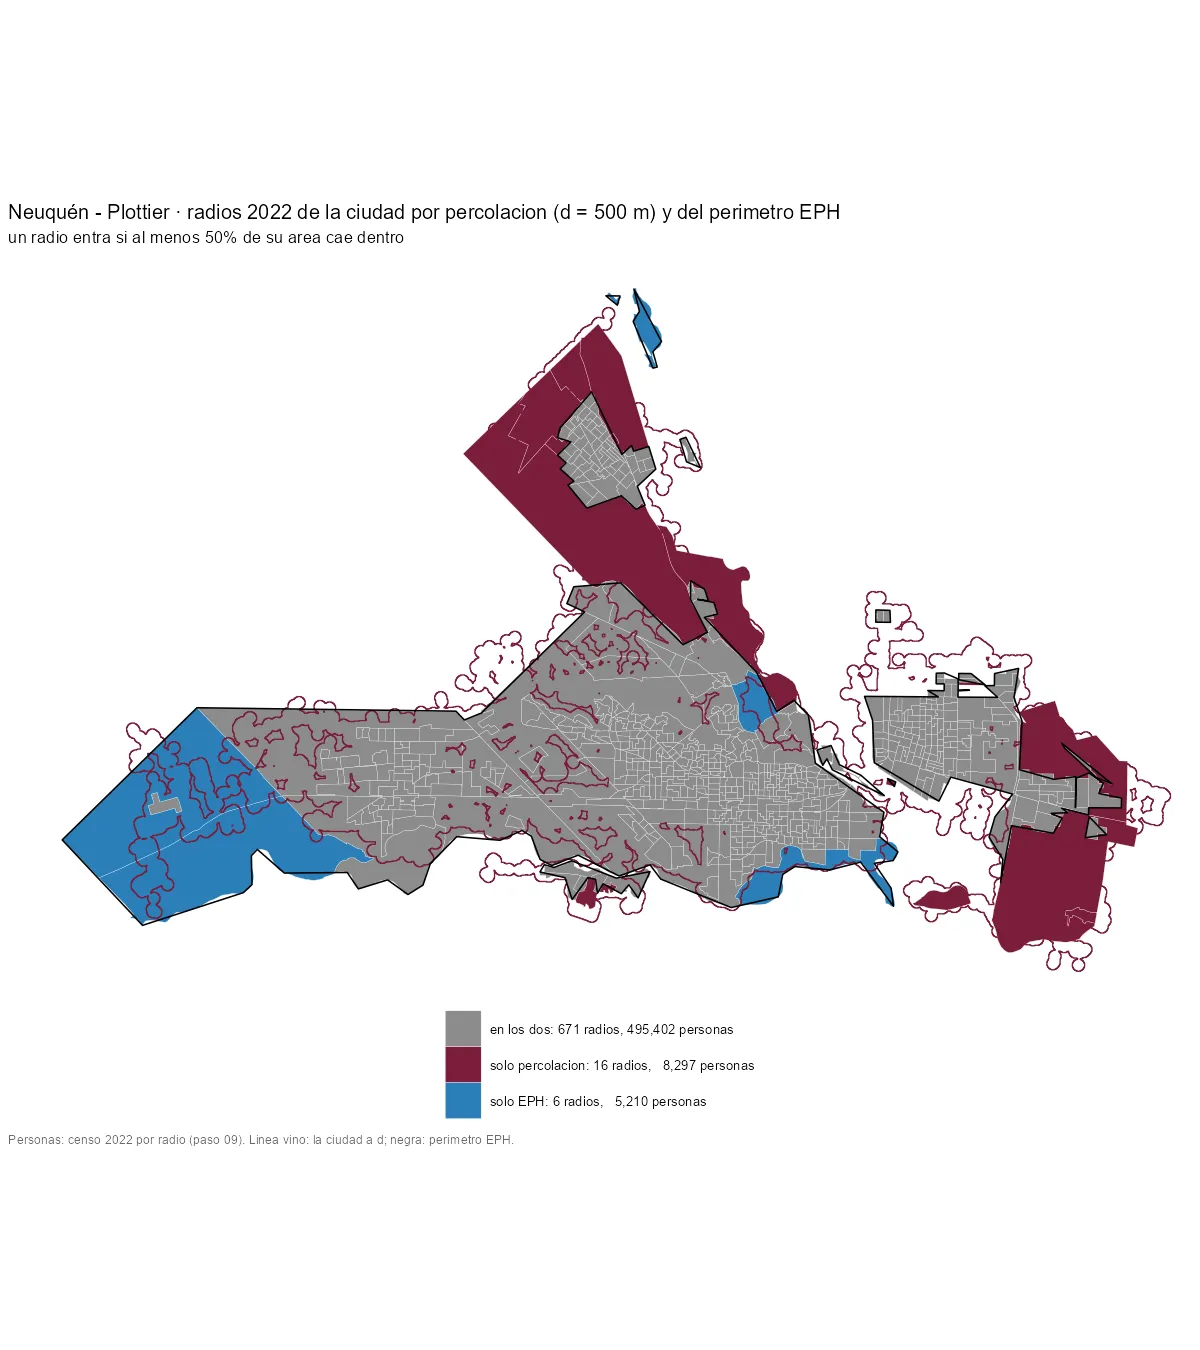 Neuquén - Plottier · radios 2022 de la ciudad por percolacion (d = 500 m) y del perimetro EPH
un radio entra si al menos 50% de su area cae dentro
en los dos: 671 radios, 495,402 personas
solo percolacion: 16 radios,   8,297 personas
solo EPH: 6 radios,   5,210 personas
Personas: censo 2022 por radio (paso 09). Linea vino: la ciudad a d; negra: perimetro EPH.